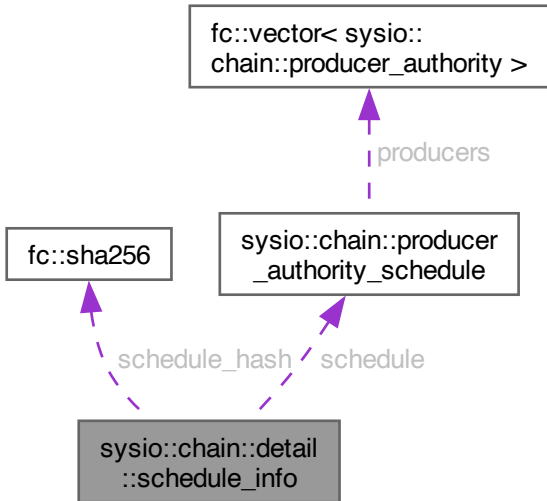 fc::vector< sysio::
chain::producer_authority >
producers
fc::sha256
sysio::chain::producer
_authority_schedule
schedule_hash
schedule
sysio::chain::detail
::schedule_info